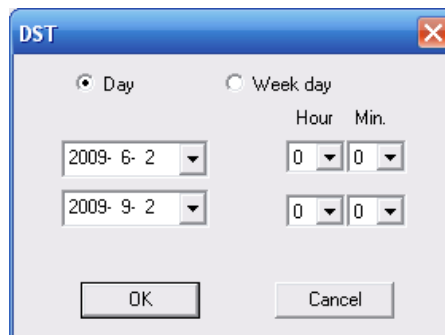 DST
Day Week day
Hour Min.
2009- 6- 2 0 0
2009- 9- 2 0 0
OK Cancel